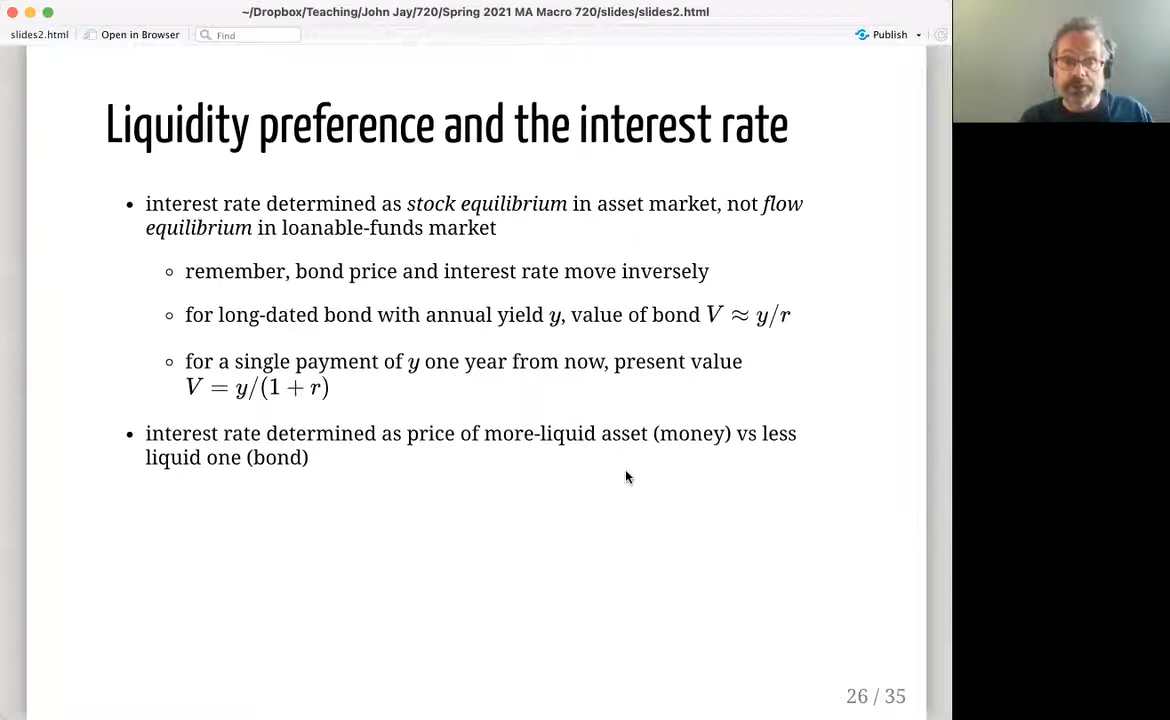 ~/Dropbox/Teaching/John Jay/720/Spring 2021 MA Macro 720/slides/slides2.html
slides2.html Open in Browser Find Publish
Liquidity preference and the interest rate
• interest rate determined as stock equilibrium in asset market, not flow
equilibrium in loanable-funds market
◦ remember, bond price and interest rate move inversely
◦ for long-dated bond with annual yield y, value of bond V ≈ y/r
◦ for a single payment of y one year from now, present value
V = y/(1 + r)
• interest rate determined as price of more-liquid asset (money) vs less
liquid one (bond)
26 / 35